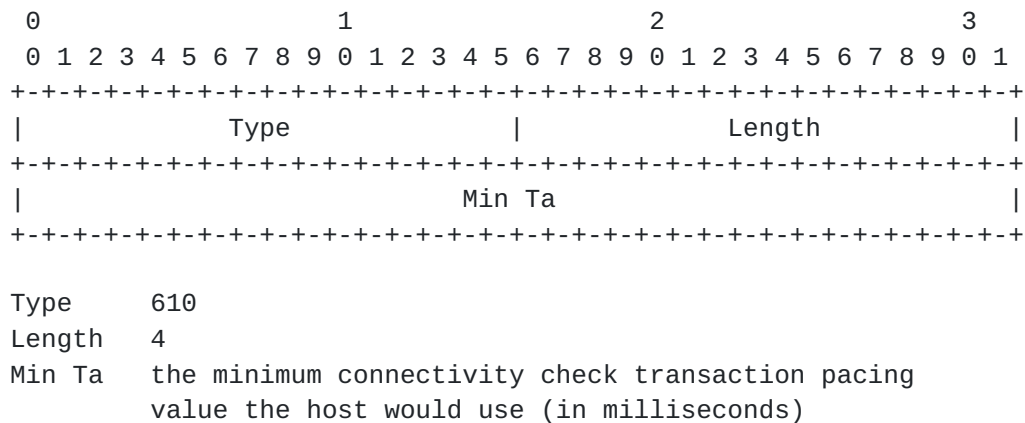 0                   1                   2                   3
 0 1 2 3 4 5 6 7 8 9 0 1 2 3 4 5 6 7 8 9 0 1 2 3 4 5 6 7 8 9 0 1
+-+-+-+-+-+-+-+-+-+-+-+-+-+-+-+-+-+-+-+-+-+-+-+-+-+-+-+-+-+-+-+-+
|             Type              |             Length            |
+-+-+-+-+-+-+-+-+-+-+-+-+-+-+-+-+-+-+-+-+-+-+-+-+-+-+-+-+-+-+-+-+
|                            Min Ta                             |
+-+-+-+-+-+-+-+-+-+-+-+-+-+-+-+-+-+-+-+-+-+-+-+-+-+-+-+-+-+-+-+-+

Type     610
Length   4
Min Ta   the minimum connectivity check transaction pacing
         value the host would use (in milliseconds)